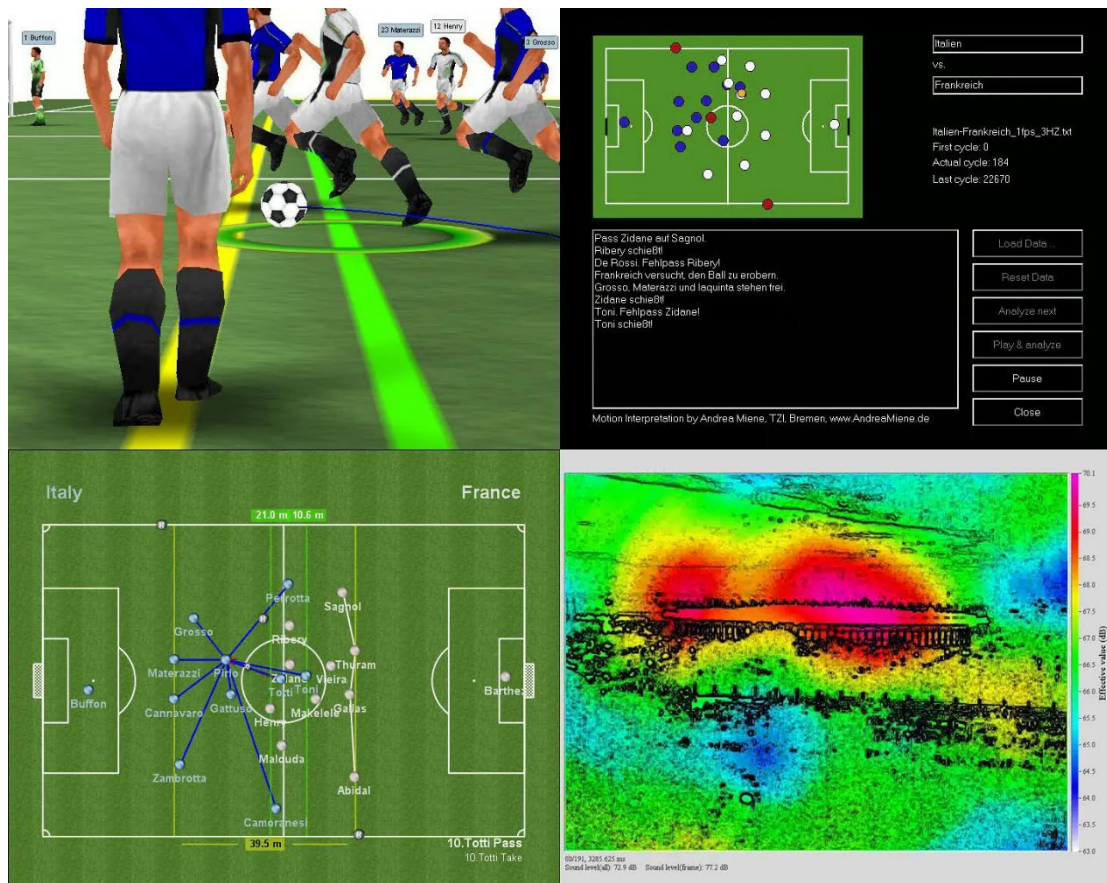 1 Buffon
23 Materazzi
12 Henry
3 Grosso
Italien
vs.
Frankreich
Italien-Frankreich_1fps_3HZ.txt
First cycle: 0
Actual cycle: 184
Last cycle: 22670
Pass Zidane auf Sagnol.
Ribery schießt!
De Rossi. Fehlpass Ribery!
Frankreich versucht, den Ball zu erobern.
Grosso, Materazzi und Iaquinta stehen frei.
Zidane schießt!
Toni. Fehlpass Zidane!
Toni schießt!
Load Data ...
Reset Data
Analyze next
Play & analyze
Pause
Close
Motion Interpretation by Andrea Miene, TZI, Bremen, www.AndreaMiene.de
Italy
France
21.0 m 10.6 m
Perrotta
Sagnol
Grosso
Ribery
Materazzi
Pirlo
Thuram
Zidane
Vieira
Totti
Toni
Barthez
Buffon
Cannavaro
Gattuso
Henry
Makelele
Gallas
Malouda
Zambrotta
Abidal
Camoranesi
39.5 m
10.Totti Pass
10.Totti Take
70.1
69.5
69.0
68.5
68.0
67.5
67.0
66.5
66.0
65.5
65.0
64.5
64.0
63.5
63.0
Effective value (dB)
80/191, 3285.625 ms
Sound level(all): 72.9 dB Sound level(frame): 77.2 dB